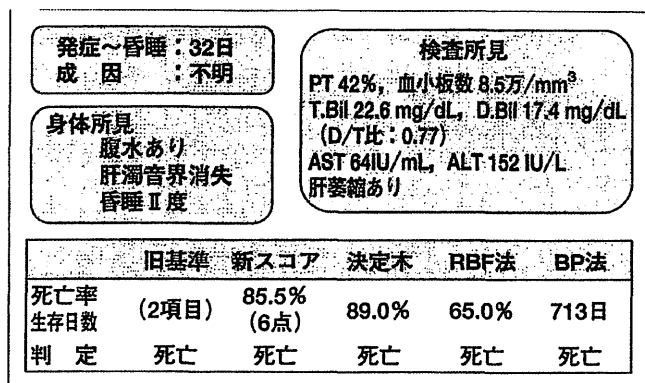 発症~昏睡:32日
成 因 :不明
身体所見
腹水あり
肝濁音界消失
昏睡Ⅱ度
検査所見
PT 42%, 血小板数 8.5万/mm³
T.Bil 22.6 mg/dL, D.Bil 17.4 mg/dL
(D/T比:0.77)
AST 64IU/mL, ALT 152 IU/L
肝萎縮あり
旧基準 新スコア 決定木 RBF法 BP法
死亡率 生存日数 (2項目) 85.5% (6点) 89.0% 65.0% 713日
判 定 死亡 死亡 死亡 死亡 死亡